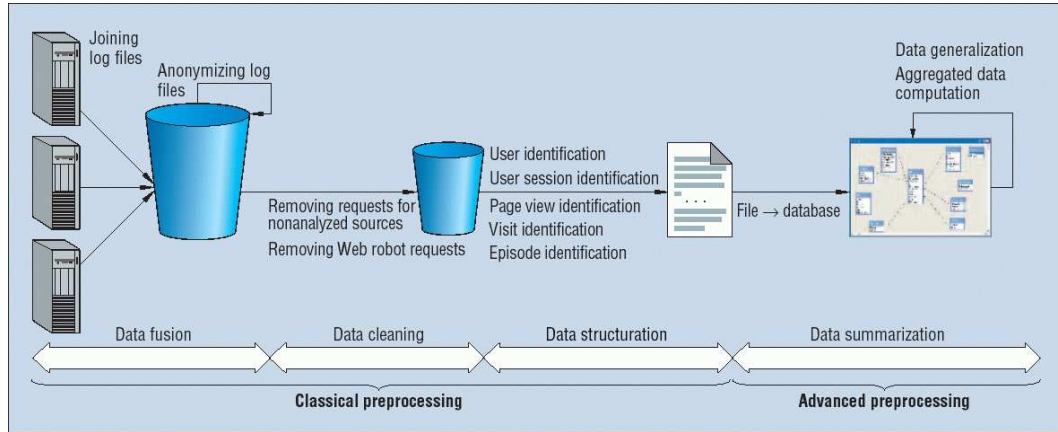 Joining
log files
Anonymizing log
files
Removing requests for
nonanalyzed sources
Removing Web robot requests
User identification
User session identification
Page view identification
Visit identification
Episode identification
. . .
File → database
Data generalization
Aggregated data
computation
Data fusion
Data cleaning
Data structuration
Data summarization
Classical preprocessing
Advanced preprocessing